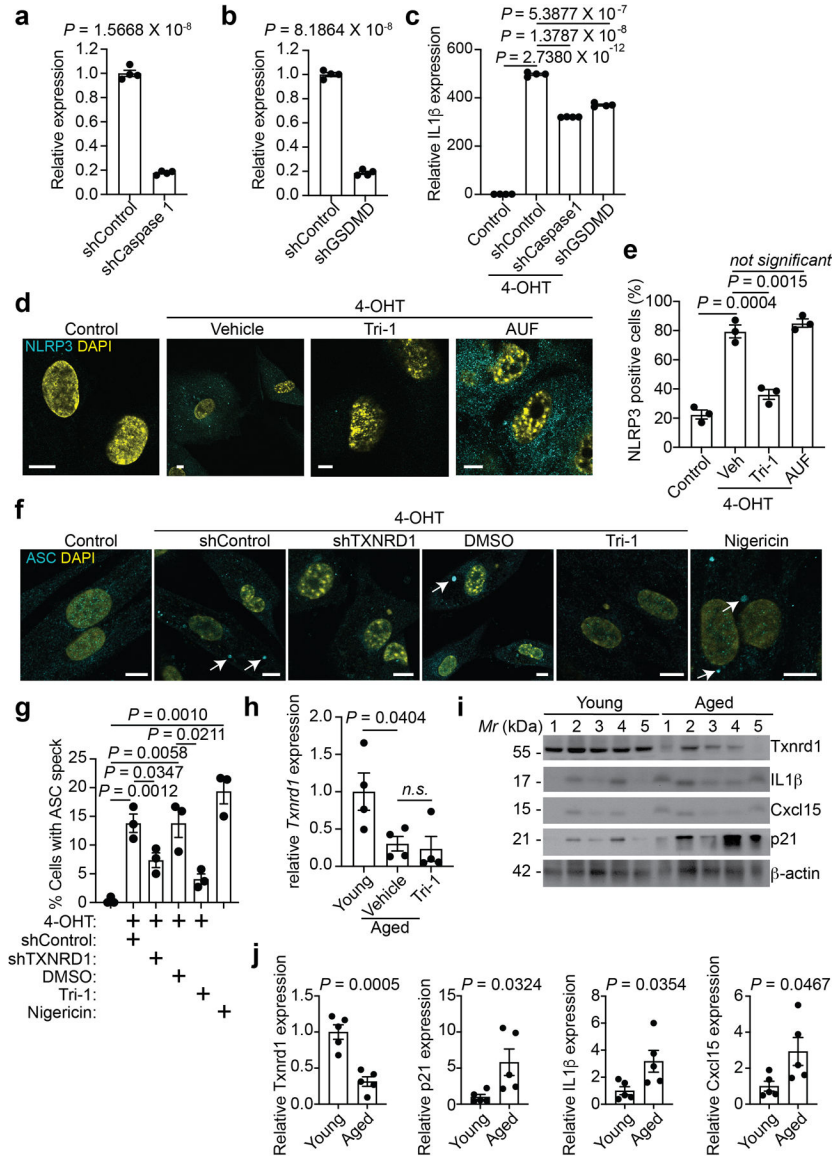 a
P = 1.5668 X 10-8
Relative expression
1.2
1.0
0.8
0.6
0.4
0.2
0.0
shControl
shCaspase 1
b
P = 8.1864 X 10-8
Relative expression
1.2
1.0
0.8
0.6
0.4
0.2
0.0
shControl
shGSDMD
c
P = 5.3877 X 10-7
P = 1.3787 X 10-8
P = 2.7380 X 10-12
Relative IL1β expression
600
400
200
0
Control
shControl
shCaspase1
shGSDMD
4-OHT
d
4-OHT
Control
Vehicle
Tri-1
AUF
NLRP3 DAPI
e
not significant
P = 0.0015
P = 0.0004
NLRP3 positive cells (%)
100
80
60
40
20
0
Control
Veh
Tri-1
AUF
4-OHT
f
4-OHT
Control
shControl
shTXNRD1
DMSO
Tri-1
Nigericin
ASC DAPI
g
P = 0.0010
P = 0.0211
P = 0.0058
P = 0.0347
P = 0.0012
% Cells with ASC speck
25
20
15
10
5
0
4-OHT: + + + +
shControl: +
shTXNRD1: +
DMSO: +
Tri-1: +
Nigericin: +
h
P = 0.0404
n.s.
relative Txnrd1 expression
2.0
1.5
1.0
0.5
0.0
Young
Vehicle
Tri-1
Aged
i
Young Aged
Mr (kDa) 1 2 3 4 5 1 2 3 4 5
55 - Txnrd1
17 - IL1β
15 - Cxcl15
21 - p21
42 - β-actin
j
P = 0.0005
Relative Txnrd1 expression
1.5
1.0
0.5
0.0
Young
Aged
P = 0.0324
Relative p21 expression
15
10
5
0
Young
Aged
P = 0.0354
Relative IL1β expression
8
6
4
2
0
Young
Aged
P = 0.0467
Relative Cxcl15 expression
6
4
2
0
Young
Aged